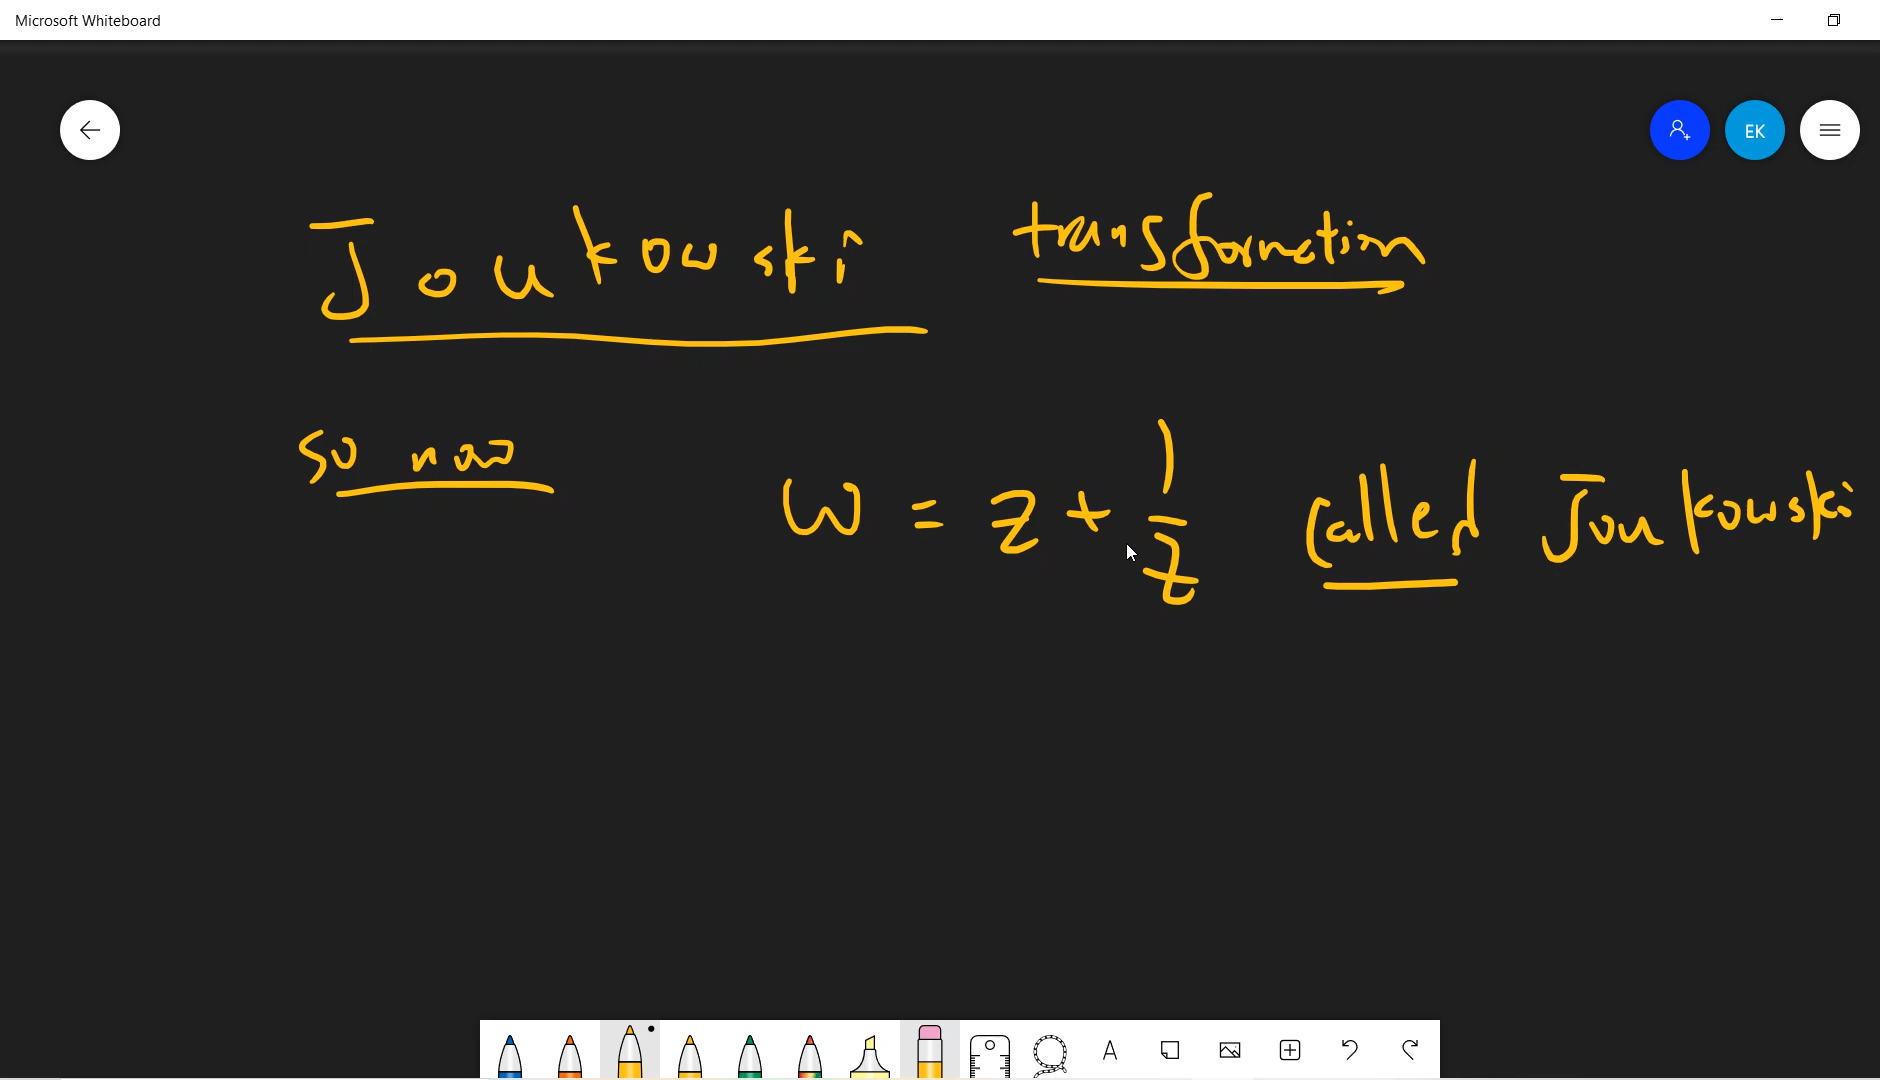 Microsoft Whiteboard
EK
Joukowski transformation
so now
W = z + 1/z called Joukowski
A